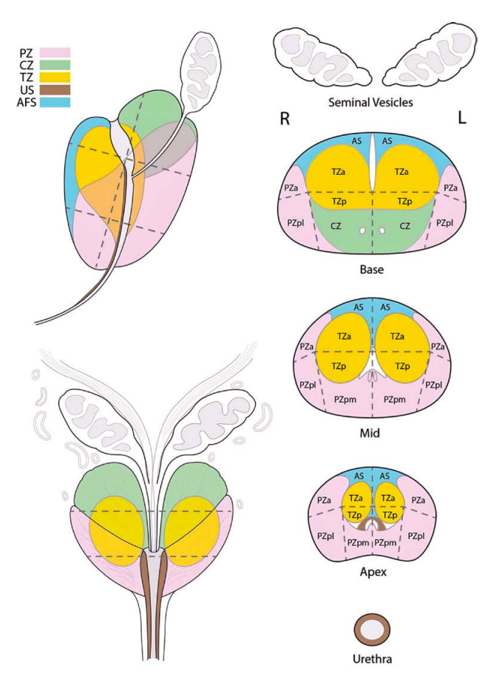 PZ
CZ
TZ
US
AFS
Seminal Vesicles
R L
AS AS
TZa TZa
PZa PZa
TZp TZp
PZpl CZ CZ PZpl
Base
AS AS
TZa TZa
PZa PZa
TZp TZp
PZpl PZpl
PZpm PZpm
Mid
AS AS
PZa TZa TZa PZa
TZp TZp
PZpl PZpm PZpm PZpl
Apex
Urethra